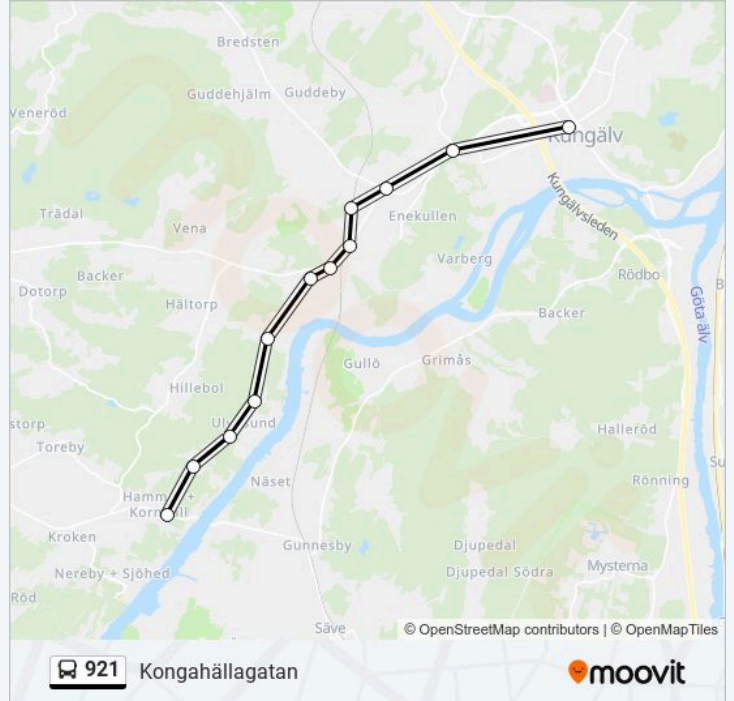 Bredsten
Guddehjälm
Guddeby
Veneröd
Kungälv
Kungälvsleden
Trädal
Vena
Enekullen
Varberg
Rödbo
Backer
Dotorp
Hältorp
Backer
Göta älv
Gullö
Grimås
Hillebol
storp
Toreby
Halleröd
Näset
Rönning
Kroken
Gunnesby
Djupedal
Nereby + Sjöhed
Djupedal Södra
Mysterna
Röd
Säve
© OpenStreetMap contributors | © OpenMapTiles
921 Kongahällagatan
moovit